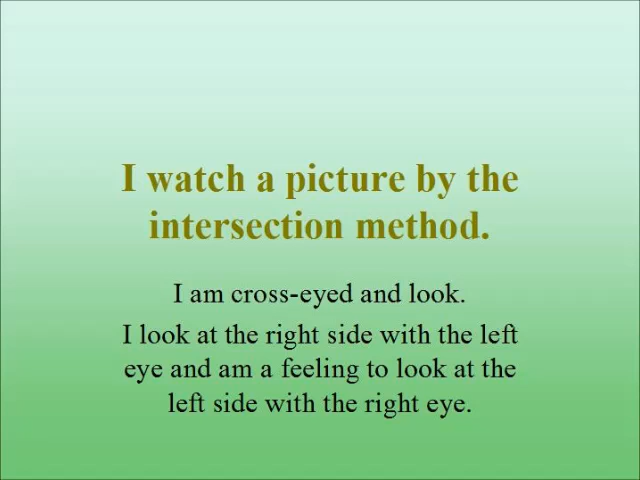 I watch a picture by the
intersection method.
I am cross-eyed and look.
I look at the right side with the left
eye and am a feeling to look at the
left side with the right eye.